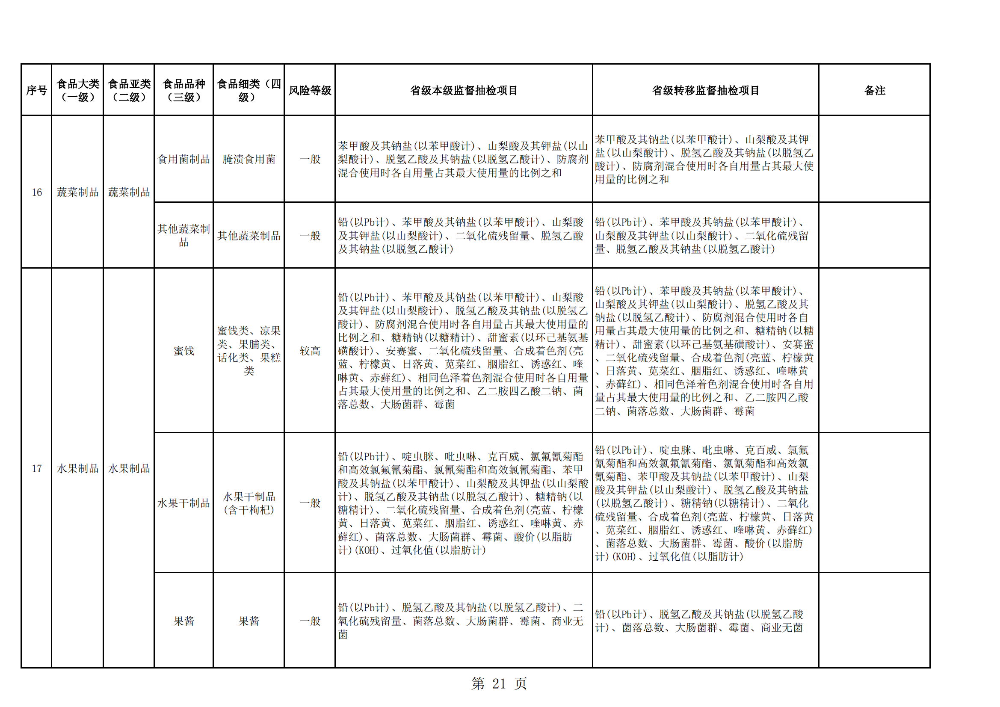 序号
食品大类
（一级）
食品亚类
（二级）
食品品种
（三级）
食品细类（四
级）
风险等级
省级本级监督抽检项目
省级转移监督抽检项目
备注
16
蔬菜制品
蔬菜制品
食用菌制品
腌渍食用菌
一般
苯甲酸及其钠盐(以苯甲酸计)、山梨酸及其钾盐(以山
梨酸计)、脱氢乙酸及其钠盐(以脱氢乙酸计)、防腐剂
混合使用时各自用量占其最大使用量的比例之和
苯甲酸及其钠盐(以苯甲酸计)、山梨酸及其钾
盐(以山梨酸计)、脱氢乙酸及其钠盐(以脱氢乙
酸计)、防腐剂混合使用时各自用量占其最大使
用量的比例之和
其他蔬菜制
品
其他蔬菜制品
一般
铅(以Pb计)、苯甲酸及其钠盐(以苯甲酸计)、山梨酸
及其钾盐(以山梨酸计)、二氧化硫残留量、脱氢乙酸
及其钠盐(以脱氢乙酸计)
铅(以Pb计)、苯甲酸及其钠盐(以苯甲酸计)、
山梨酸及其钾盐(以山梨酸计)、二氧化硫残留
量、脱氢乙酸及其钠盐(以脱氢乙酸计)
17
水果制品
水果制品
蜜饯
蜜饯类、凉果
类、果脯类、
话化类、果糕
类
较高
铅(以Pb计)、苯甲酸及其钠盐(以苯甲酸计)、山梨酸
及其钾盐(以山梨酸计)、脱氢乙酸及其钠盐(以脱氢乙
酸计)、防腐剂混合使用时各自用量占其最大使用量的
比例之和、糖精钠(以糖精计)、甜蜜素(以环己基氨基
磺酸计)、安赛蜜、二氧化硫残留量、合成着色剂(亮
蓝、柠檬黄、日落黄、苋菜红、胭脂红、诱惑红、喹
啉黄、赤藓红)、相同色泽着色剂混合使用时各自用量
占其最大使用量的比例之和、乙二胺四乙酸二钠、菌
落总数、大肠菌群、霉菌
铅(以Pb计)、苯甲酸及其钠盐(以苯甲酸计)、
山梨酸及其钾盐(以山梨酸计)、脱氢乙酸及其
钠盐(以脱氢乙酸计)、防腐剂混合使用时各自
用量占其最大使用量的比例之和、糖精钠(以糖
精计)、甜蜜素(以环己基氨基磺酸计)、安赛蜜
、二氧化硫残留量、合成着色剂(亮蓝、柠檬黄
、日落黄、苋菜红、胭脂红、诱惑红、喹啉黄
、赤藓红)、相同色泽着色剂混合使用时各自用
量占其最大使用量的比例之和、乙二胺四乙酸
二钠、菌落总数、大肠菌群、霉菌
水果干制品
水果干制品
(含干枸杞)
一般
铅(以Pb计)、啶虫脒、吡虫啉、克百威、氯氟氰菊酯
和高效氯氟氰菊酯、氯氰菊酯和高效氯氰菊酯、苯甲
酸及其钠盐(以苯甲酸计)、山梨酸及其钾盐(以山梨酸
计)、脱氢乙酸及其钠盐(以脱氢乙酸计)、糖精钠(以
糖精计)、二氧化硫残留量、合成着色剂(亮蓝、柠檬
黄、日落黄、苋菜红、胭脂红、诱惑红、喹啉黄、赤
藓红)、菌落总数、大肠菌群、霉菌、酸价(以脂肪
计)(KOH)、过氧化值(以脂肪计)
铅(以Pb计)、啶虫脒、吡虫啉、克百威、氯氟
氰菊酯和高效氯氟氰菊酯、氯氰菊酯和高效氯
氰菊酯、苯甲酸及其钠盐(以苯甲酸计)、山梨
酸及其钾盐(以山梨酸计)、脱氢乙酸及其钠盐
(以脱氢乙酸计)、糖精钠(以糖精计)、二氧化
硫残留量、合成着色剂(亮蓝、柠檬黄、日落黄
、苋菜红、胭脂红、诱惑红、喹啉黄、赤藓红)
、菌落总数、大肠菌群、霉菌、酸价(以脂肪
计)(KOH)、过氧化值(以脂肪计)
果酱
果酱
一般
铅(以Pb计)、脱氢乙酸及其钠盐(以脱氢乙酸计)、二
氧化硫残留量、菌落总数、大肠菌群、霉菌、商业无
菌
铅(以Pb计)、脱氢乙酸及其钠盐(以脱氢乙酸
计)、菌落总数、大肠菌群、霉菌、商业无菌
第 21 页